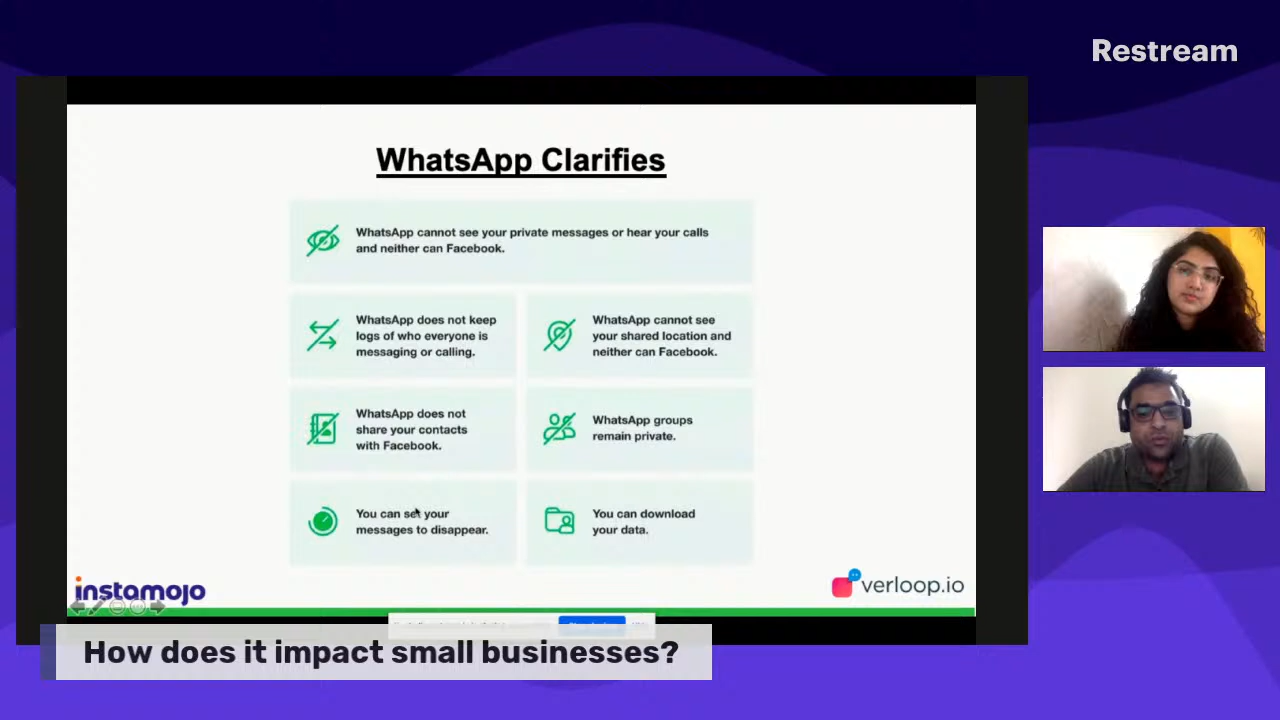 Restream
WhatsApp Clarifies
WhatsApp cannot see your private messages or hear your calls
and neither can Facebook.
WhatsApp does not keep
logs of who everyone is
messaging or calling.
WhatsApp cannot see
your shared location and
neither can Facebook.
WhatsApp does not
share your contacts
with Facebook.
WhatsApp groups
remain private.
You can set your
messages to disappear.
You can download
your data.
instamojo
verloop.io
How does it impact small businesses?